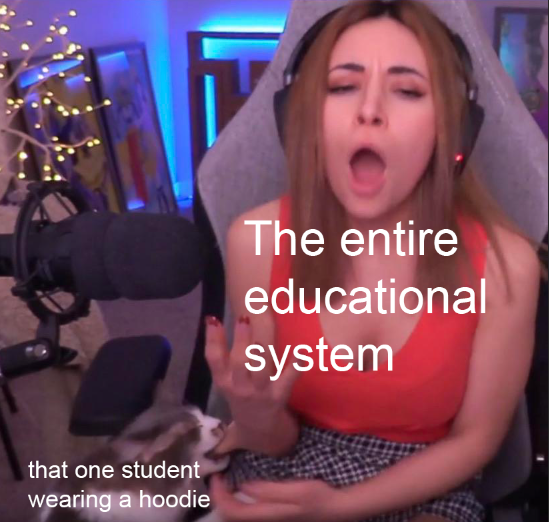 The entire
educational
system
that one student
wearing a hoodie